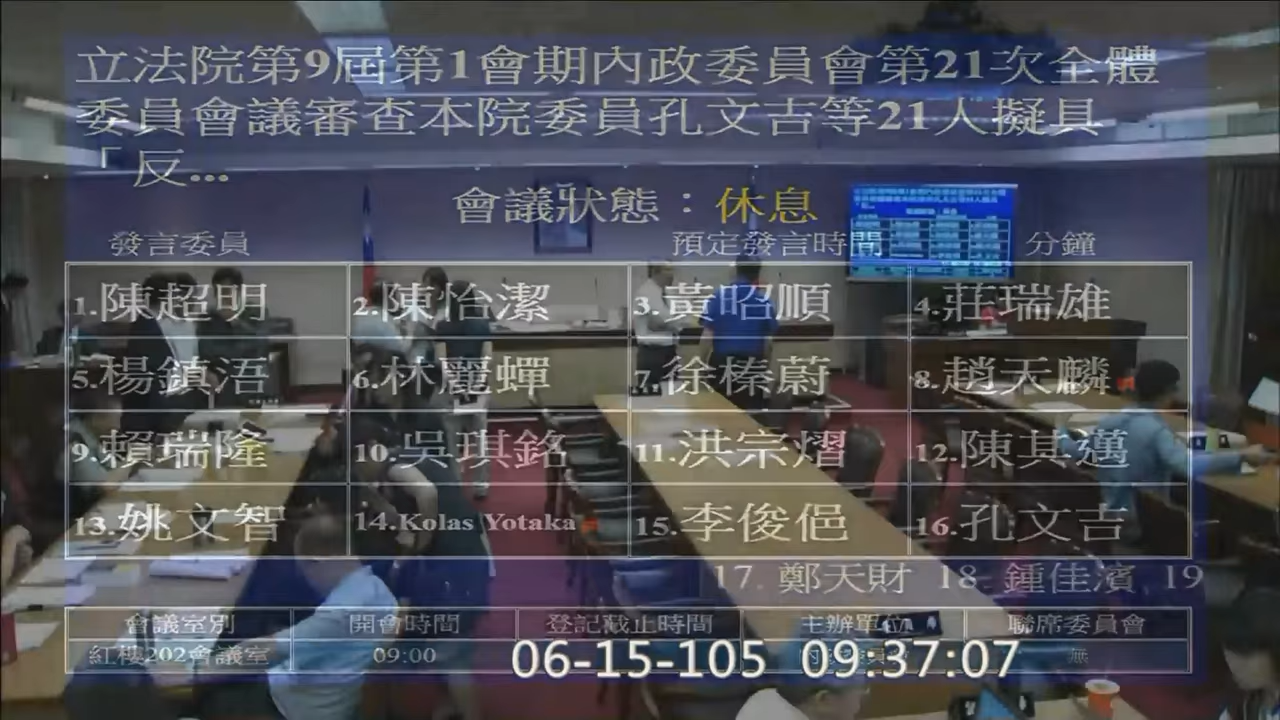 立法院第9屆第1會期內政委員會第21次全體
委員會議審查本院委員孔文吉等21人擬具
「反...
會議狀態：休息
發言委員 預定發言時間 分鐘
1.陳超明 2.陳怡潔 3.黃昭順 4.莊瑞雄
5.楊鎮浯 6.林麗蟬 7.徐榛蔚 8.趙天麟
9.賴瑞隆 10.吳琪銘 11.洪宗熠 12.陳其邁
13.姚文智 14.Kolas Yotaka 15.李俊俋 16.孔文吉
17. 鄭天財 18 鍾佳濱, 19
會議室別 開會時間 登記截止時間 主辦單位 聯席委員會
紅樓202會議室 09:00 無
06-15-105 09:37:07